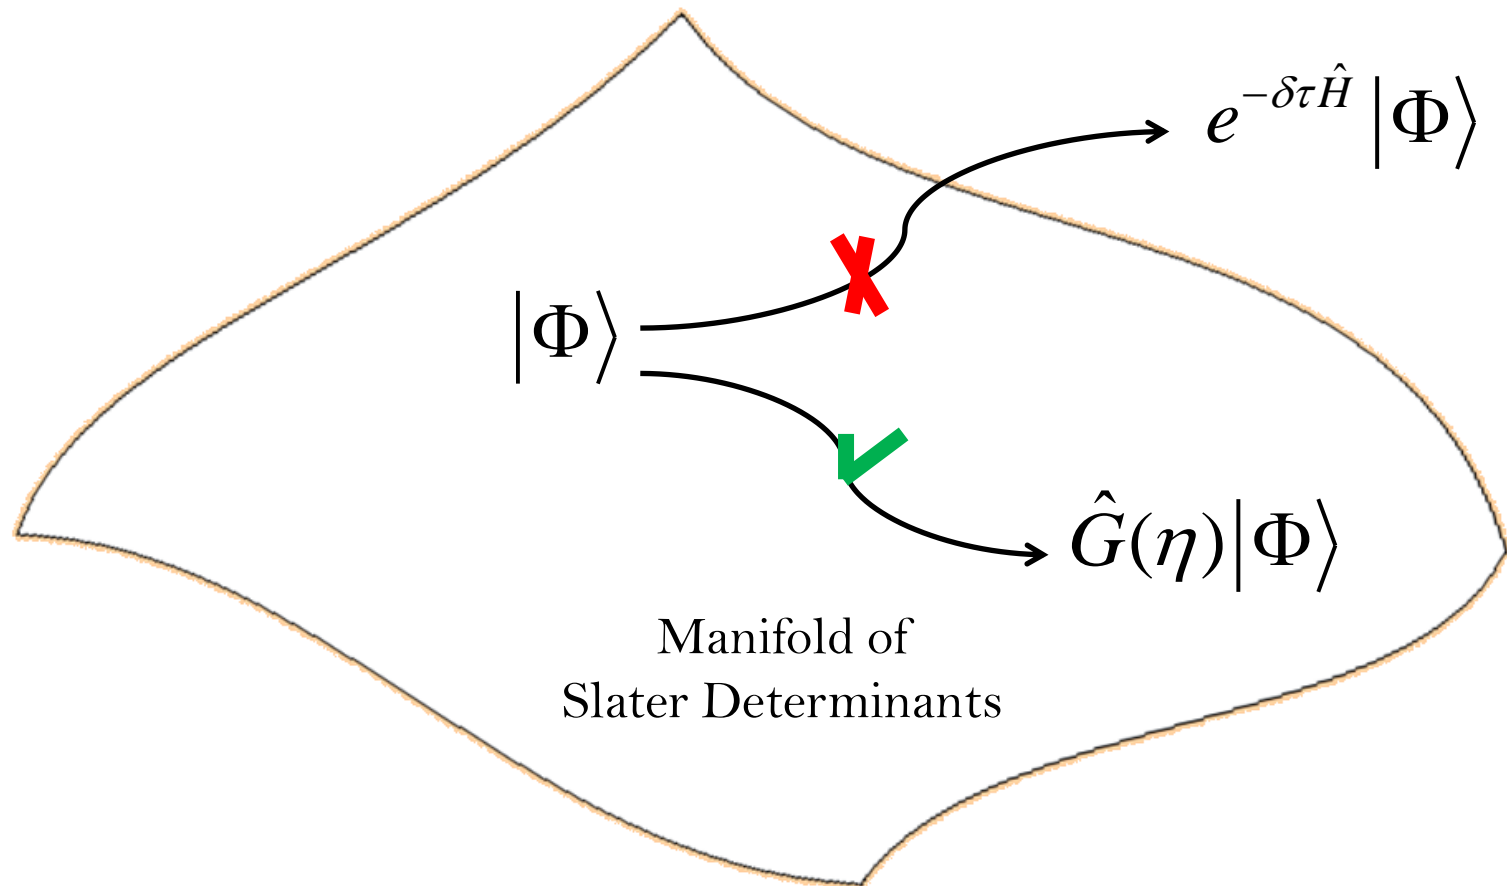 e^{-δτĤ} |Φ⟩
|Φ⟩
Ĝ(η)|Φ⟩
Manifold of
Slater Determinants